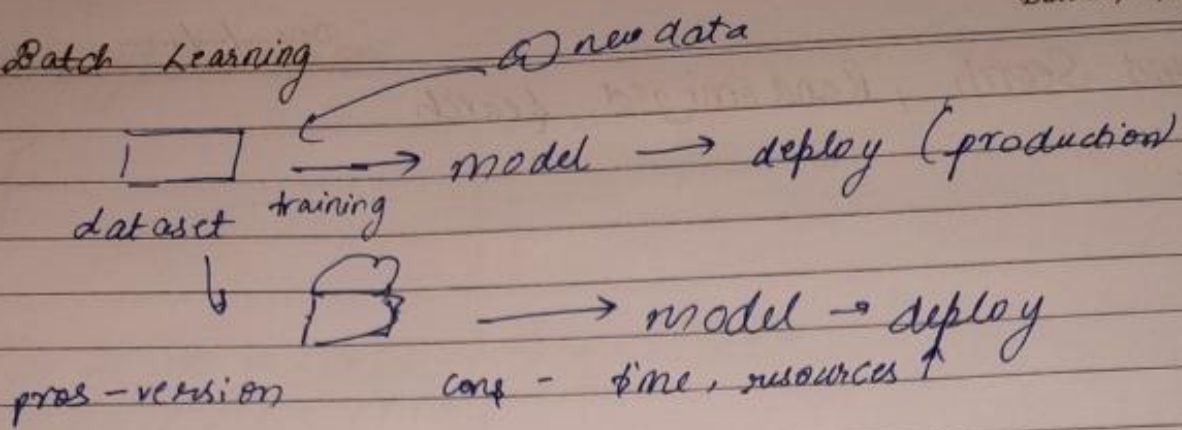 Batch Learning new data
→ model → deploy (production)
dataset training
→ model → deploy
pros - version cons - time, resources ↑